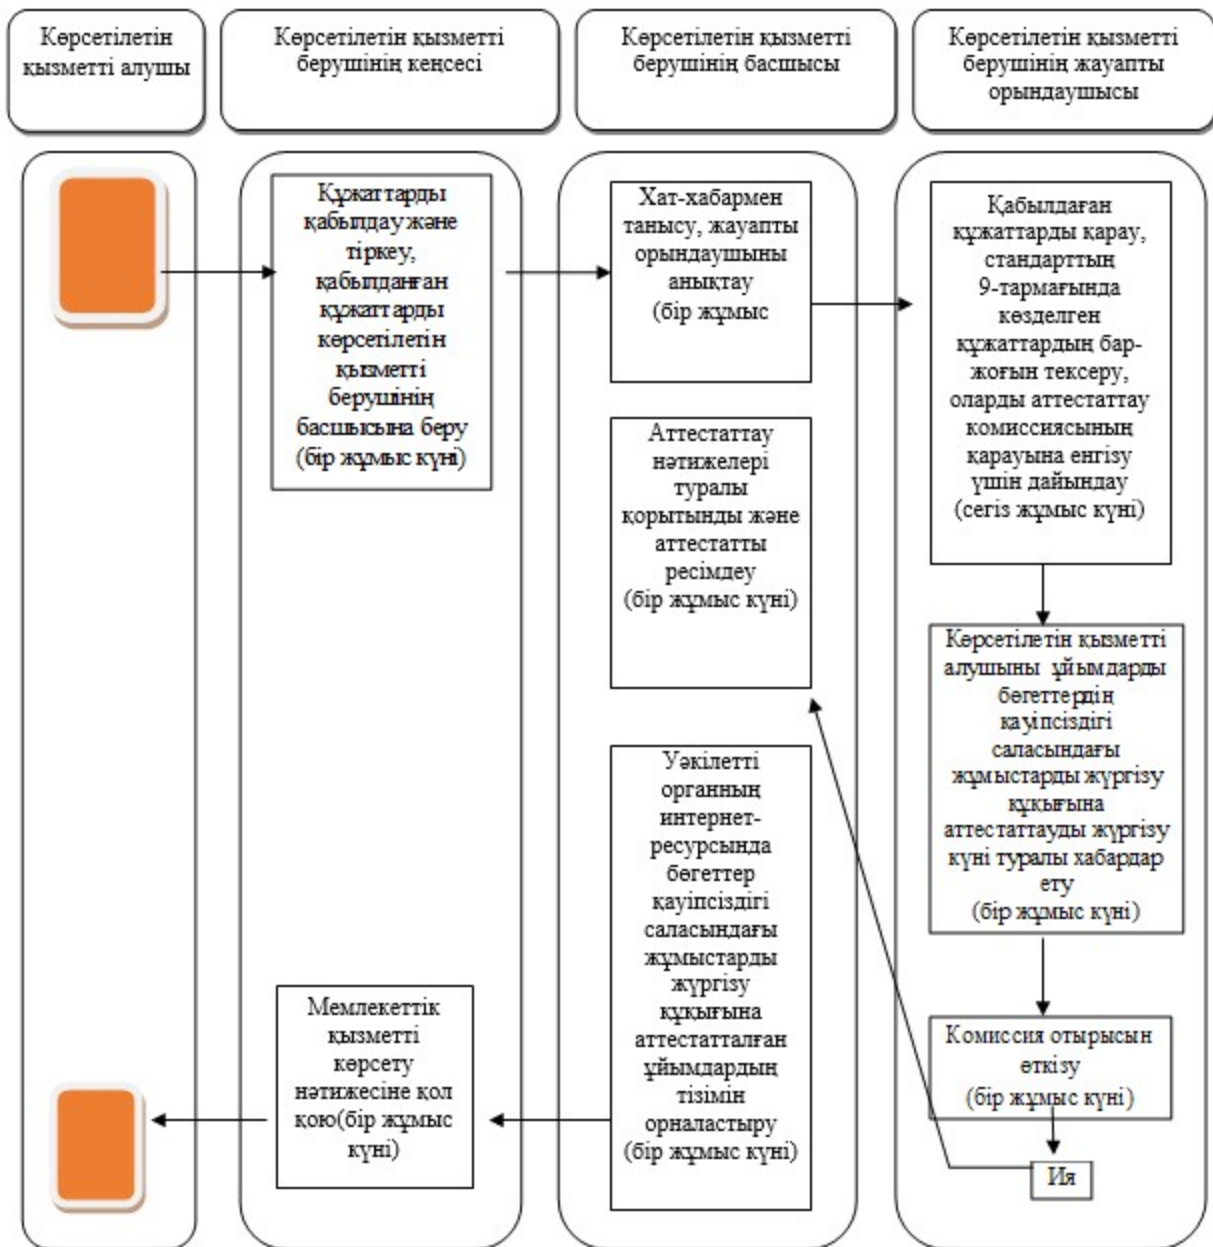 Көрсетілетін
қызметті алушы
Көрсетілетін қызметті
берушінің кеңсесі
Көрсетілетін қызметті
берушінің басшысы
Көрсетілетін қызметті
берушінің жауапты
орындаушысы
Құжаттарды
қабылдау және
тіркеу,
қабылданған
құжаттарды
көрсетілетін
қызметті
берушінің
басшысына беру
(бір жұмыс күні)
Хат-хабармен
танысу, жауапты
орындаушыны
анықтау
(бір жұмыс
Қабылдаған
құжаттарды қарау,
стандарттың
9-тармағында
көзделген
құжаттардың бар-
жоғын тексеру,
оларды аттестаттау
комиссиясының
қарауына енгізу
үшін дайындау
(сегіз жұмыс күні)
Аттестаттау
нәтижелері
туралы
қорытынды және
аттестатты
ресімдеу
(бір жұмыс күні)
Көрсетілетін қызметті
алушыны ұйымдарды
бөгеттердің
қауіпсіздігі
саласындағы
жұмыстарды жүргізу
құқығына
аттестаттауды жүргізу
күні туралы хабардар
ету
(бір жұмыс күні)
Уәкілетті
органның
интернет-
ресурсында
бөгеттер
қауіпсіздігі
саласындағы
жұмыстарды
жүргізу
құқығына
аттестатталған
ұйымдардың
тізімін
орналастыру
(бір жұмыс күні)
Мемлекеттік
қызметті
көрсету
нәтижесіне қол
қою(бір жұмыс
күні)
Комиссия отырысын
өткізу
(бір жұмыс күні)
Ия